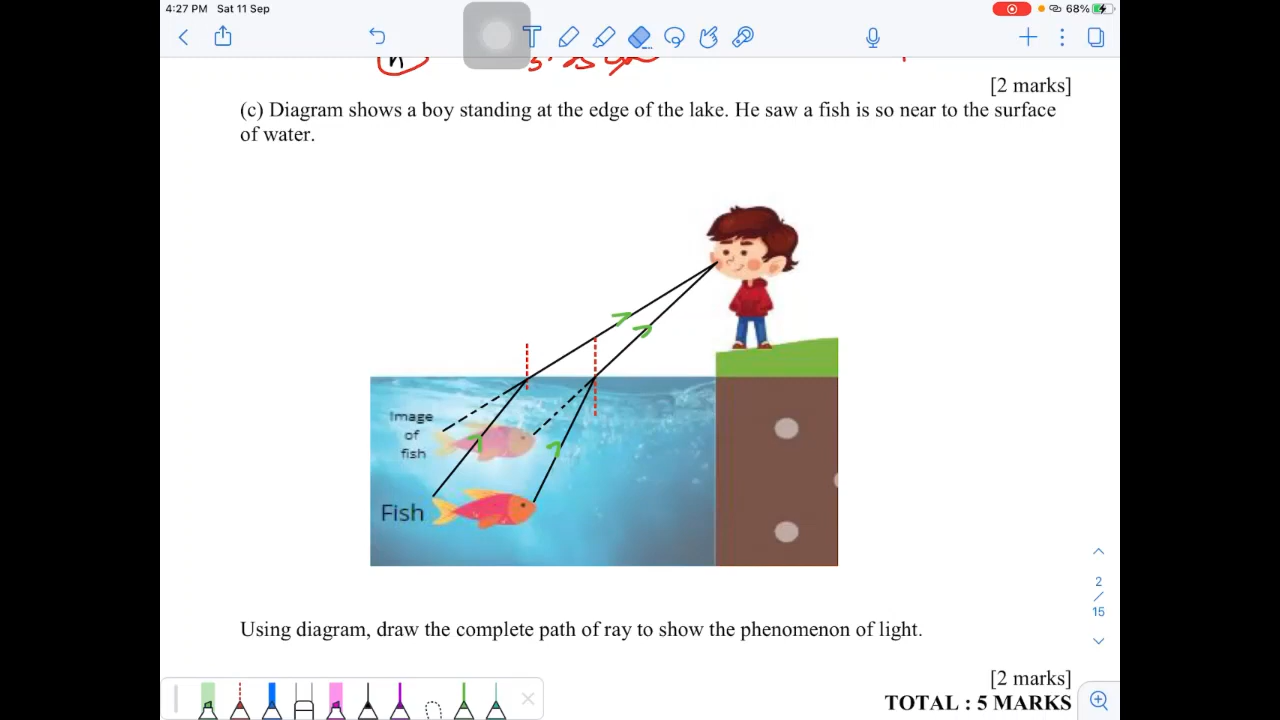 4:27 PM Sat 11 Sep
68%
[2 marks]
(c) Diagram shows a boy standing at the edge of the lake. He saw a fish is so near to the surface
of water.
Image
of
fish
Fish
2
/
15
Using diagram, draw the complete path of ray to show the phenomenon of light.
[2 marks]
TOTAL : 5 MARKS